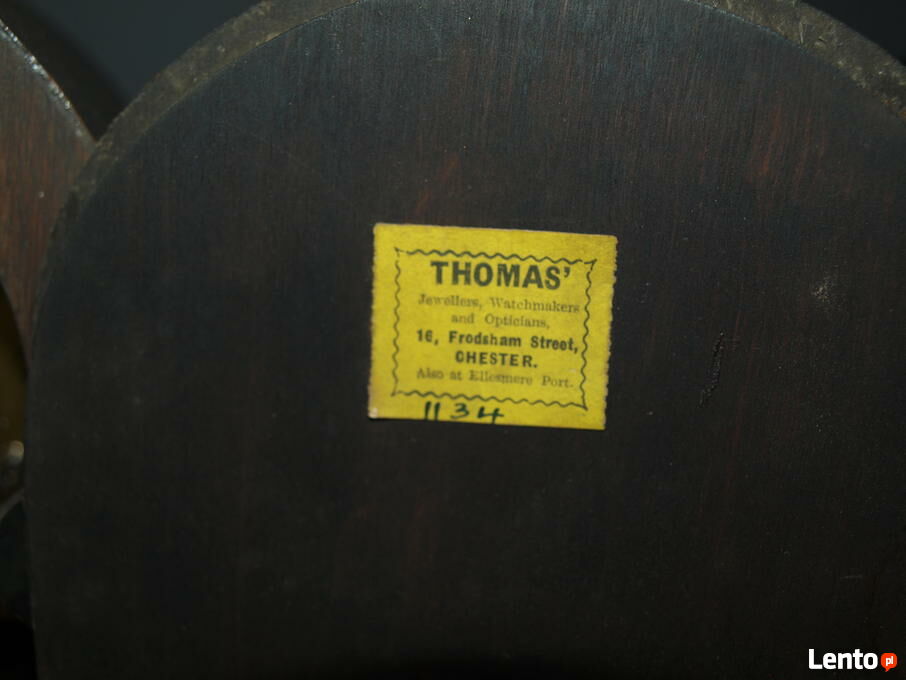 THOMAS'
Jewellers, Watchmakers
and Opticians,
16, Frodsham Street,
CHESTER.
Also at Ellesmere Port.
1134
Lento pl